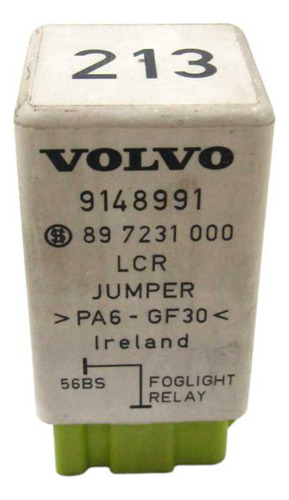 213
VOLVO
9148991
89 7231 000
LCR
JUMPER
>PA6-GF30<
Ireland
56BS FOGLIGHT
RELAY